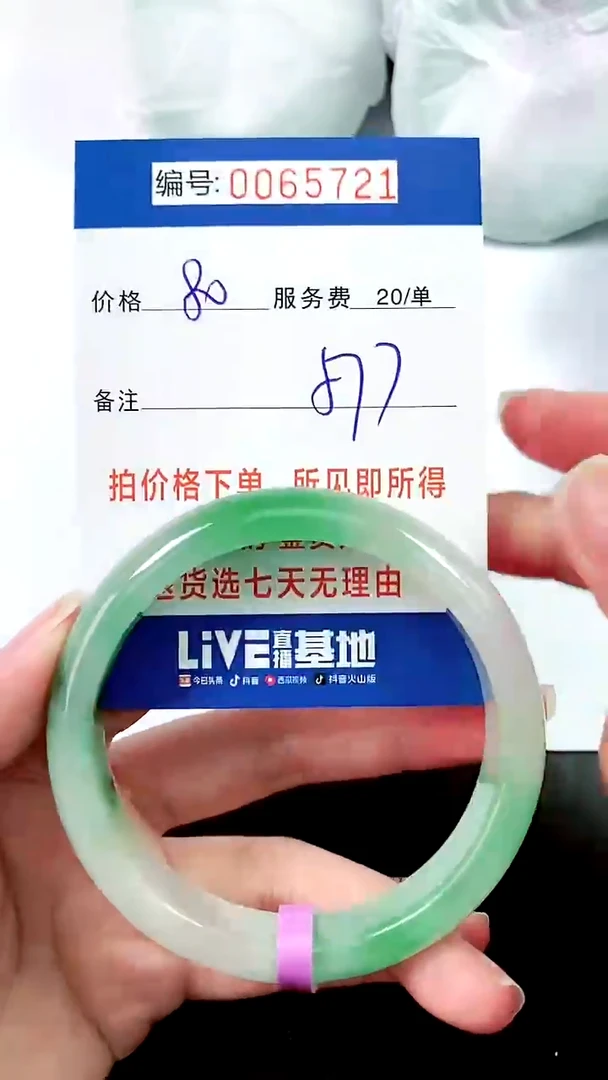 编号: 0065721
价格 80 服务费 20/单
备注 577
拍价格下单 所见即所得
货选七天无理由
LiVE直播基地
今日头条 抖音 西瓜视频 抖音火山版